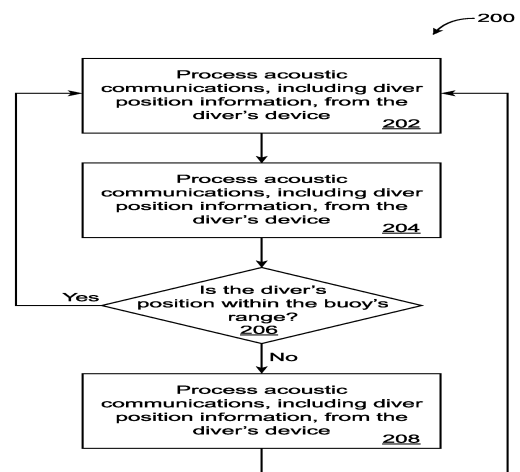 200
Process acoustic
communications, including diver
position information, from the
diver's device
202
Process acoustic
communications, including diver
position information, from the
diver's device
204
Is the diver's
position within the buoy's
range?
206
Yes
No
Process acoustic
communications, including diver
position information, from the
diver's device
208